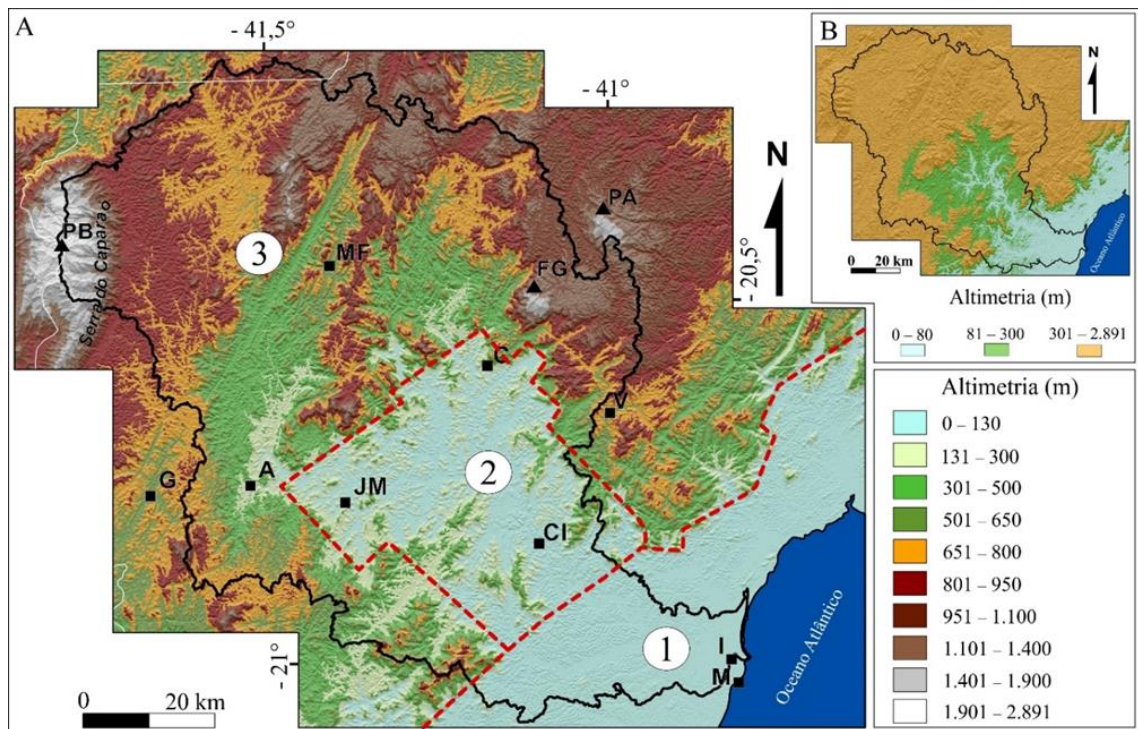 A
- 41,5°
- 41°
N
PB
Serra do Caparaó
3
MF
PA
FG
- 20,5°
C
V
2
A
G
JM
CI
1
I
M
Oceano Atlântico
- 21°
0 20 km
B
N
Oceano Atlântico
0 20 km
Altimetria (m)
0 – 80
81 – 300
301 – 2.891
Altimetria (m)
0 – 130
131 – 300
301 – 500
501 – 650
651 – 800
801 – 950
951 – 1.100
1.101 – 1.400
1.401 – 1.900
1.901 – 2.891